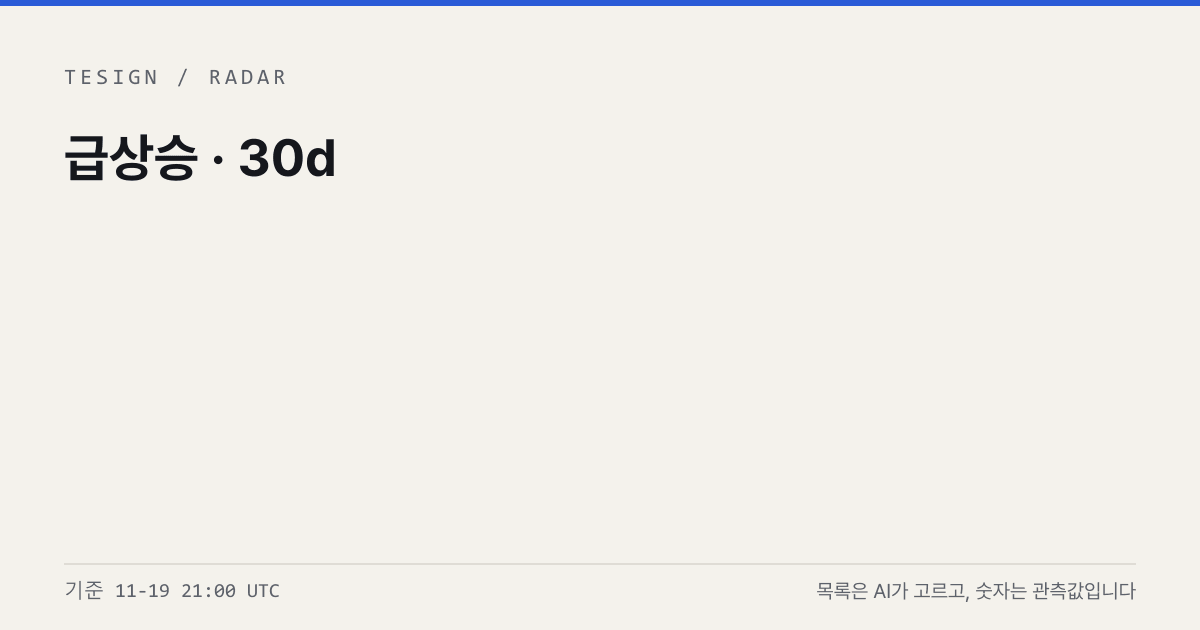 TESIGN / RADAR
급상승 · 30d
기준 11-19 21:00 UTC
목록은 AI가 고르고, 숫자는 관측값입니다